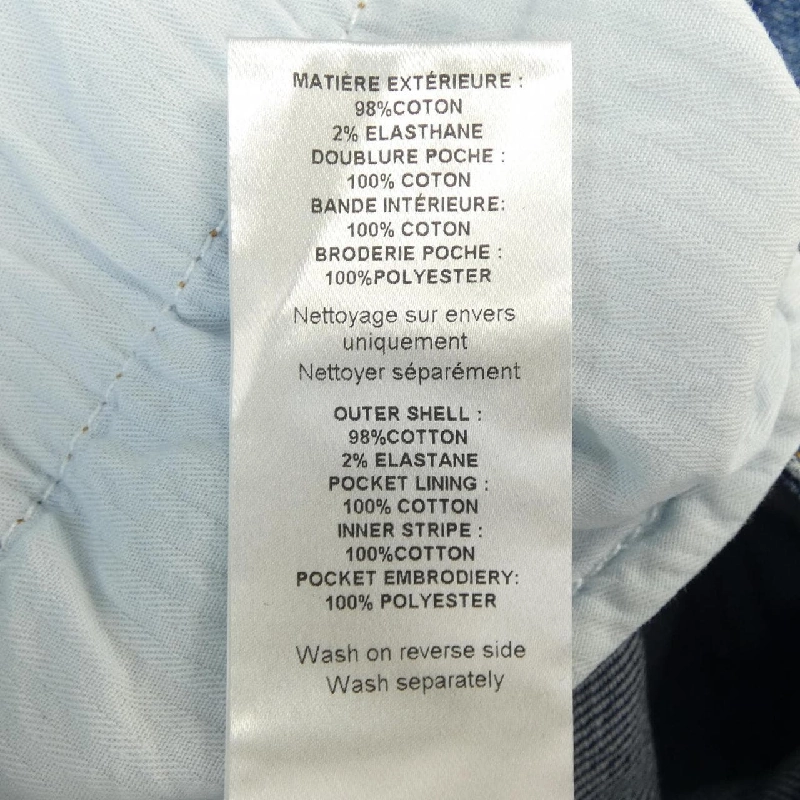 MATIÈRE EXTÉRIEURE :
98%COTON
2% ELASTHANE
DOUBLURE POCHE :
100% COTON
BANDE INTÉRIEURE:
100% COTON
BRODERIE POCHE :
100%POLYESTER
Nettoyage sur envers
uniquement
Nettoyer séparément
OUTER SHELL :
98%COTTON
2% ELASTANE
POCKET LINING :
100% COTTON
INNER STRIPE :
100%COTTON
POCKET EMBRODIERY:
100% POLYESTER
Wash on reverse side
Wash separately